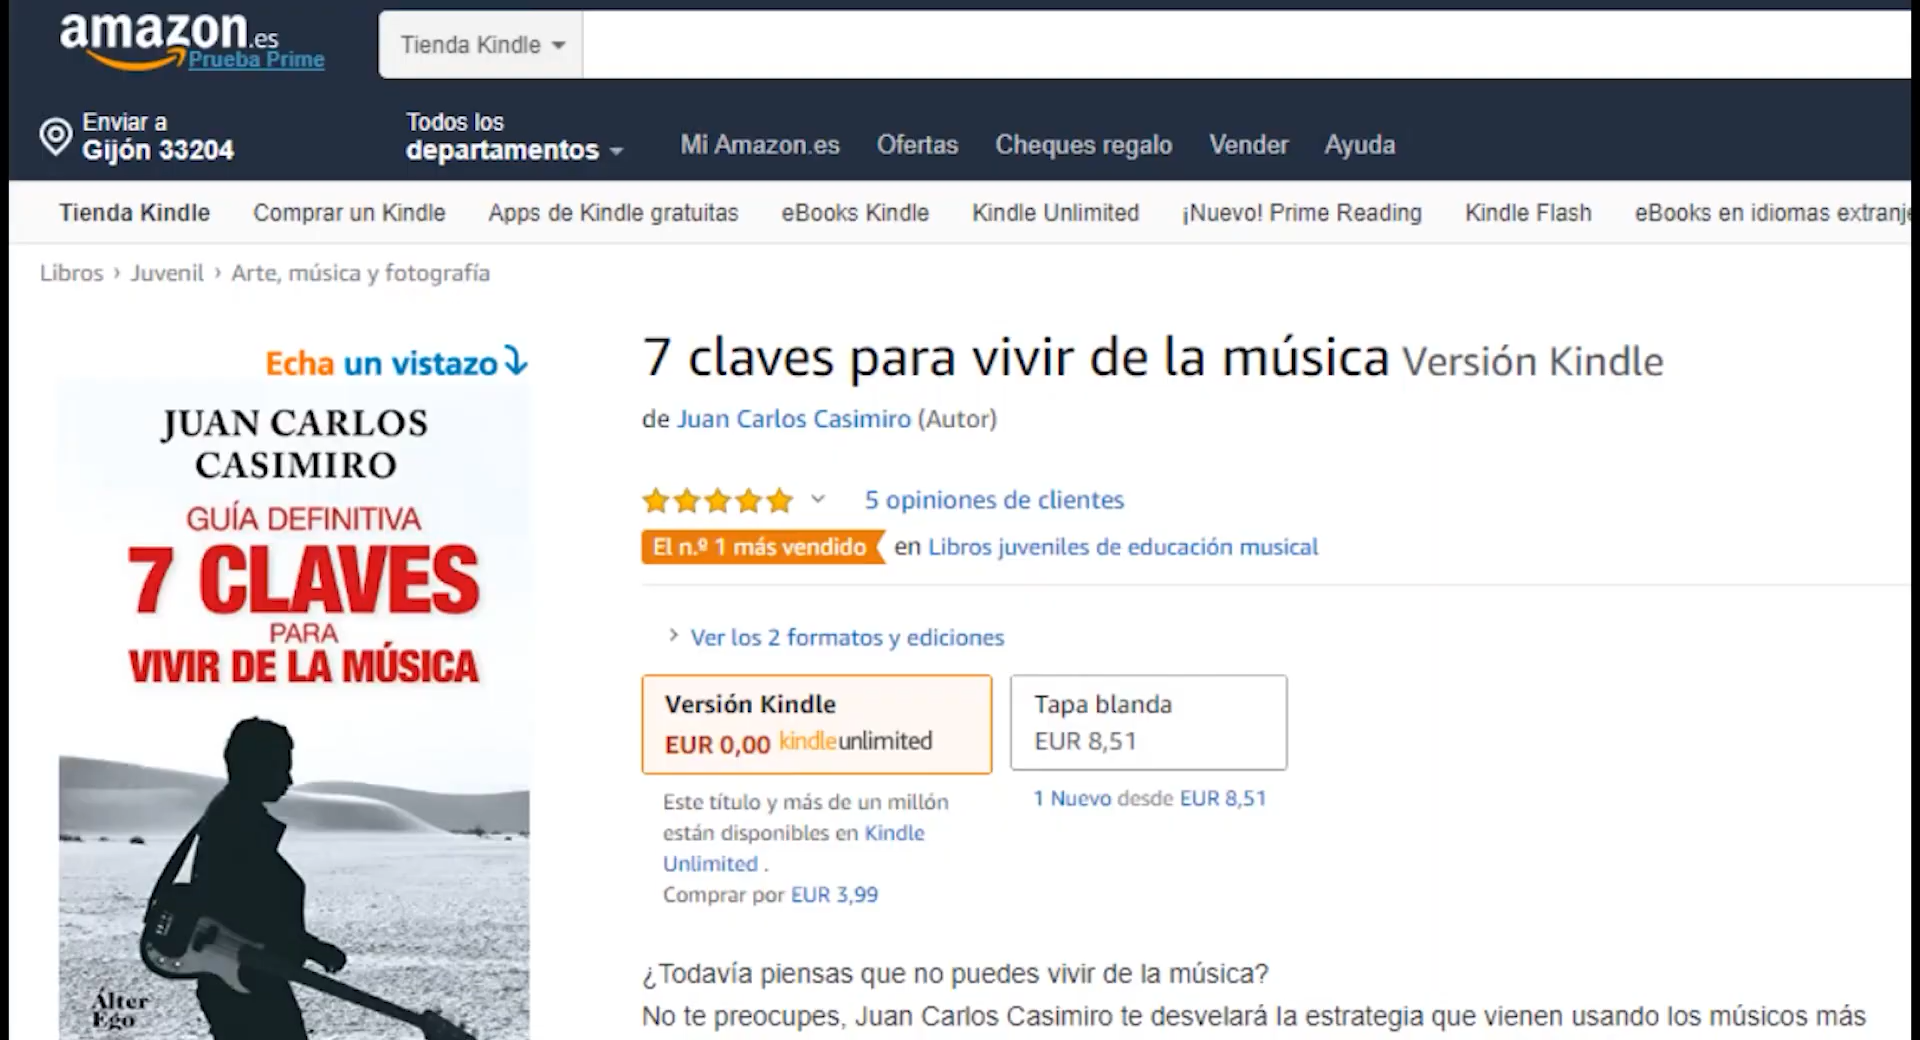 amazon.es
Prueba Prime
Tienda Kindle
Enviar a
Gijón 33204
Todos los
departamentos
Mi Amazon.es Ofertas Cheques regalo Vender Ayuda
Tienda Kindle Comprar un Kindle Apps de Kindle gratuitas eBooks Kindle Kindle Unlimited ¡Nuevo! Prime Reading Kindle Flash eBooks en idiomas extranje
Libros › Juvenil › Arte, música y fotografía
Echa un vistazo
JUAN CARLOS
CASIMIRO
GUÍA DEFINITIVA
7 CLAVES
PARA
VIVIR DE LA MÚSICA
Álter
Ego
7 claves para vivir de la música Versión Kindle
de Juan Carlos Casimiro (Autor)
5 opiniones de clientes
El n.º 1 más vendido en Libros juveniles de educación musical
Ver los 2 formatos y ediciones
Versión Kindle
EUR 0,00 kindleunlimited
Este título y más de un millón
están disponibles en Kindle
Unlimited .
Comprar por EUR 3,99
Tapa blanda
EUR 8,51
1 Nuevo desde EUR 8,51
¿Todavía piensas que no puedes vivir de la música?
No te preocupes, Juan Carlos Casimiro te desvelará la estrategia que vienen usando los músicos más